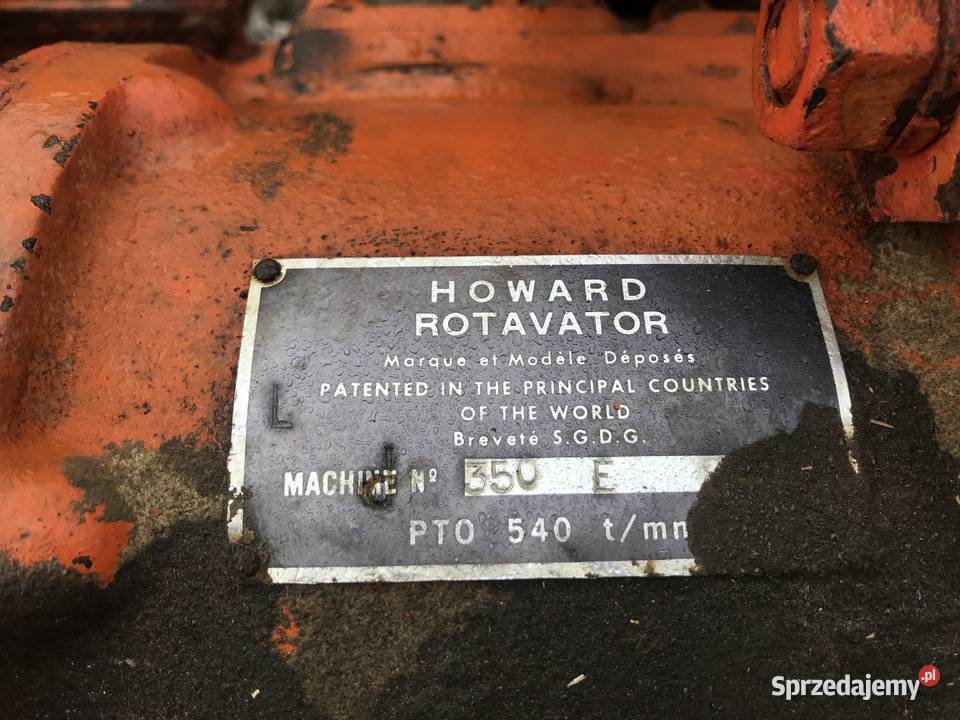 HOWARD
ROTAVATOR
Marque et Modèle Déposés
PATENTED IN THE PRINCIPAL COUNTRIES
OF THE WORLD
Breveté S.G.D.G.
L
MACHINE Nº 350 E
PTO 540 t/mn
Sprzedajemy.pl